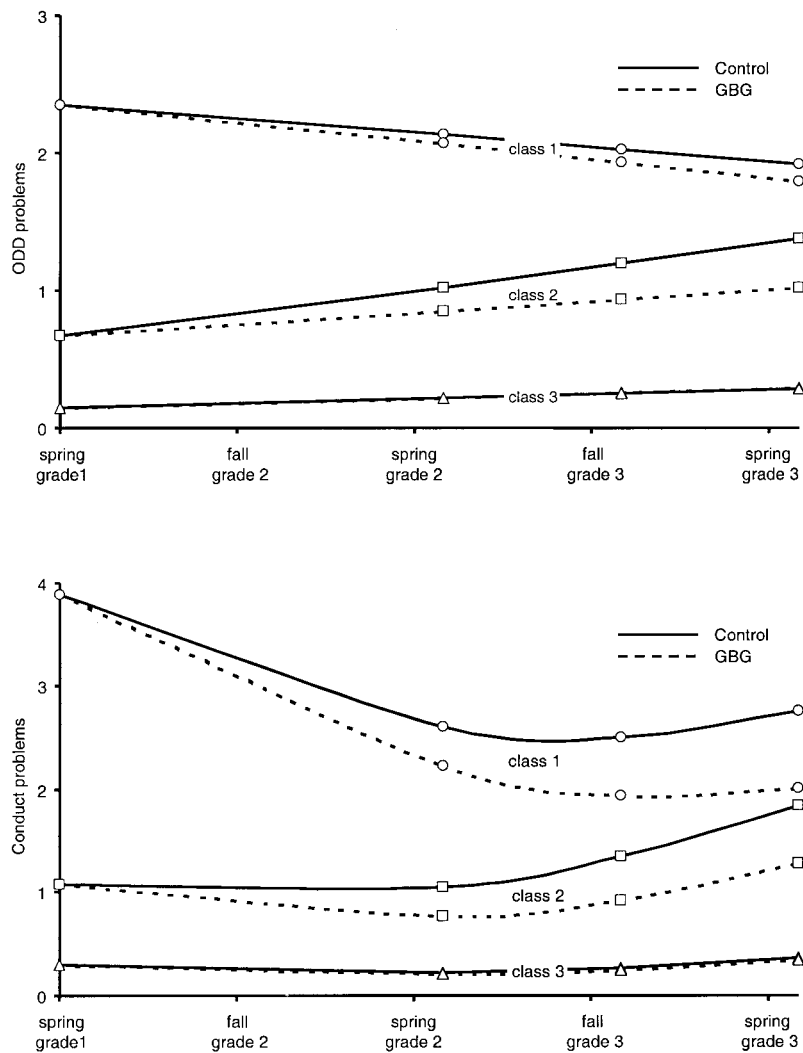 3
Control
GBG
2
class 1
ODD problems
1
class 2
class 3
0
spring fall spring fall spring
grade1 grade 2 grade 2 grade 3 grade 3
4
Control
GBG
3
class 1
Conduct problems
2
class 2
1
class 3
0
spring fall spring fall spring
grade1 grade 2 grade 2 grade 3 grade 3